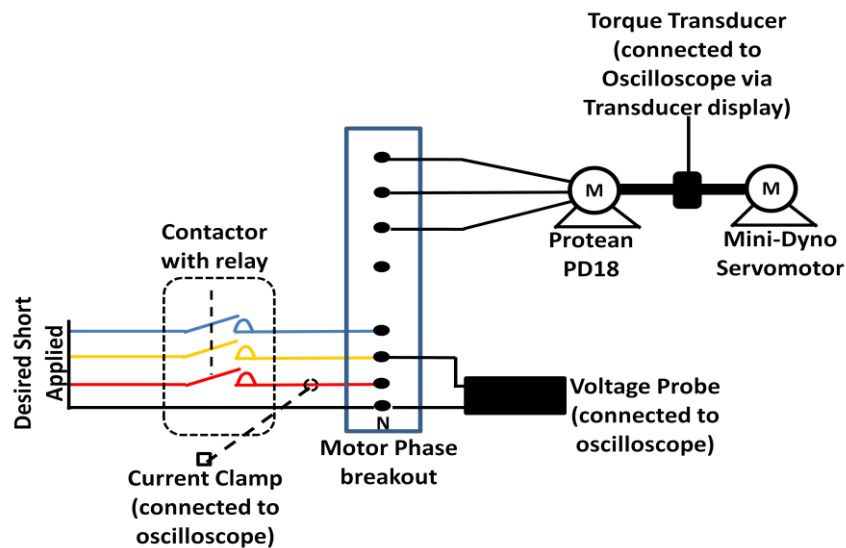 Torque Transducer
(connected to
Oscilloscope via
Transducer display)
M
M
Protean
PD18
Mini-Dyno
Servomotor
Contactor
with relay
Desired Short
Applied
N
Motor Phase
breakout
Voltage Probe
(connected to
oscilloscope)
Current Clamp
(connected to
oscilloscope)